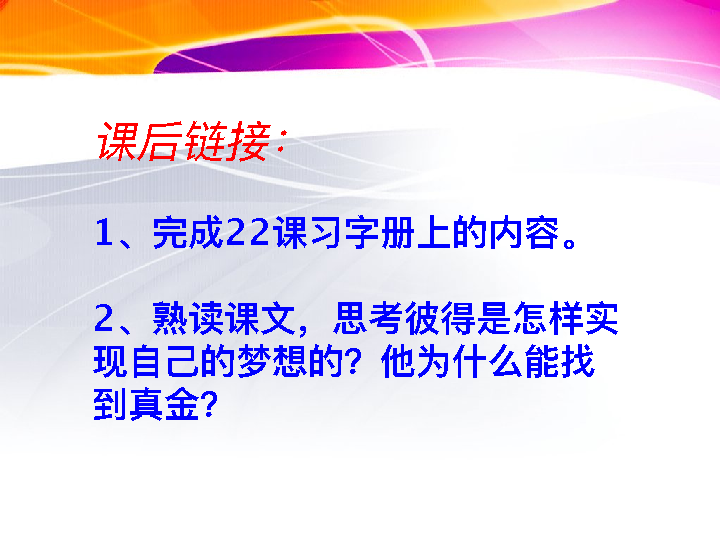 课后链接：
1、完成22课习字册上的内容。
2、熟读课文，思考彼得是怎样实
现自己的梦想的？他为什么能找
到真金？